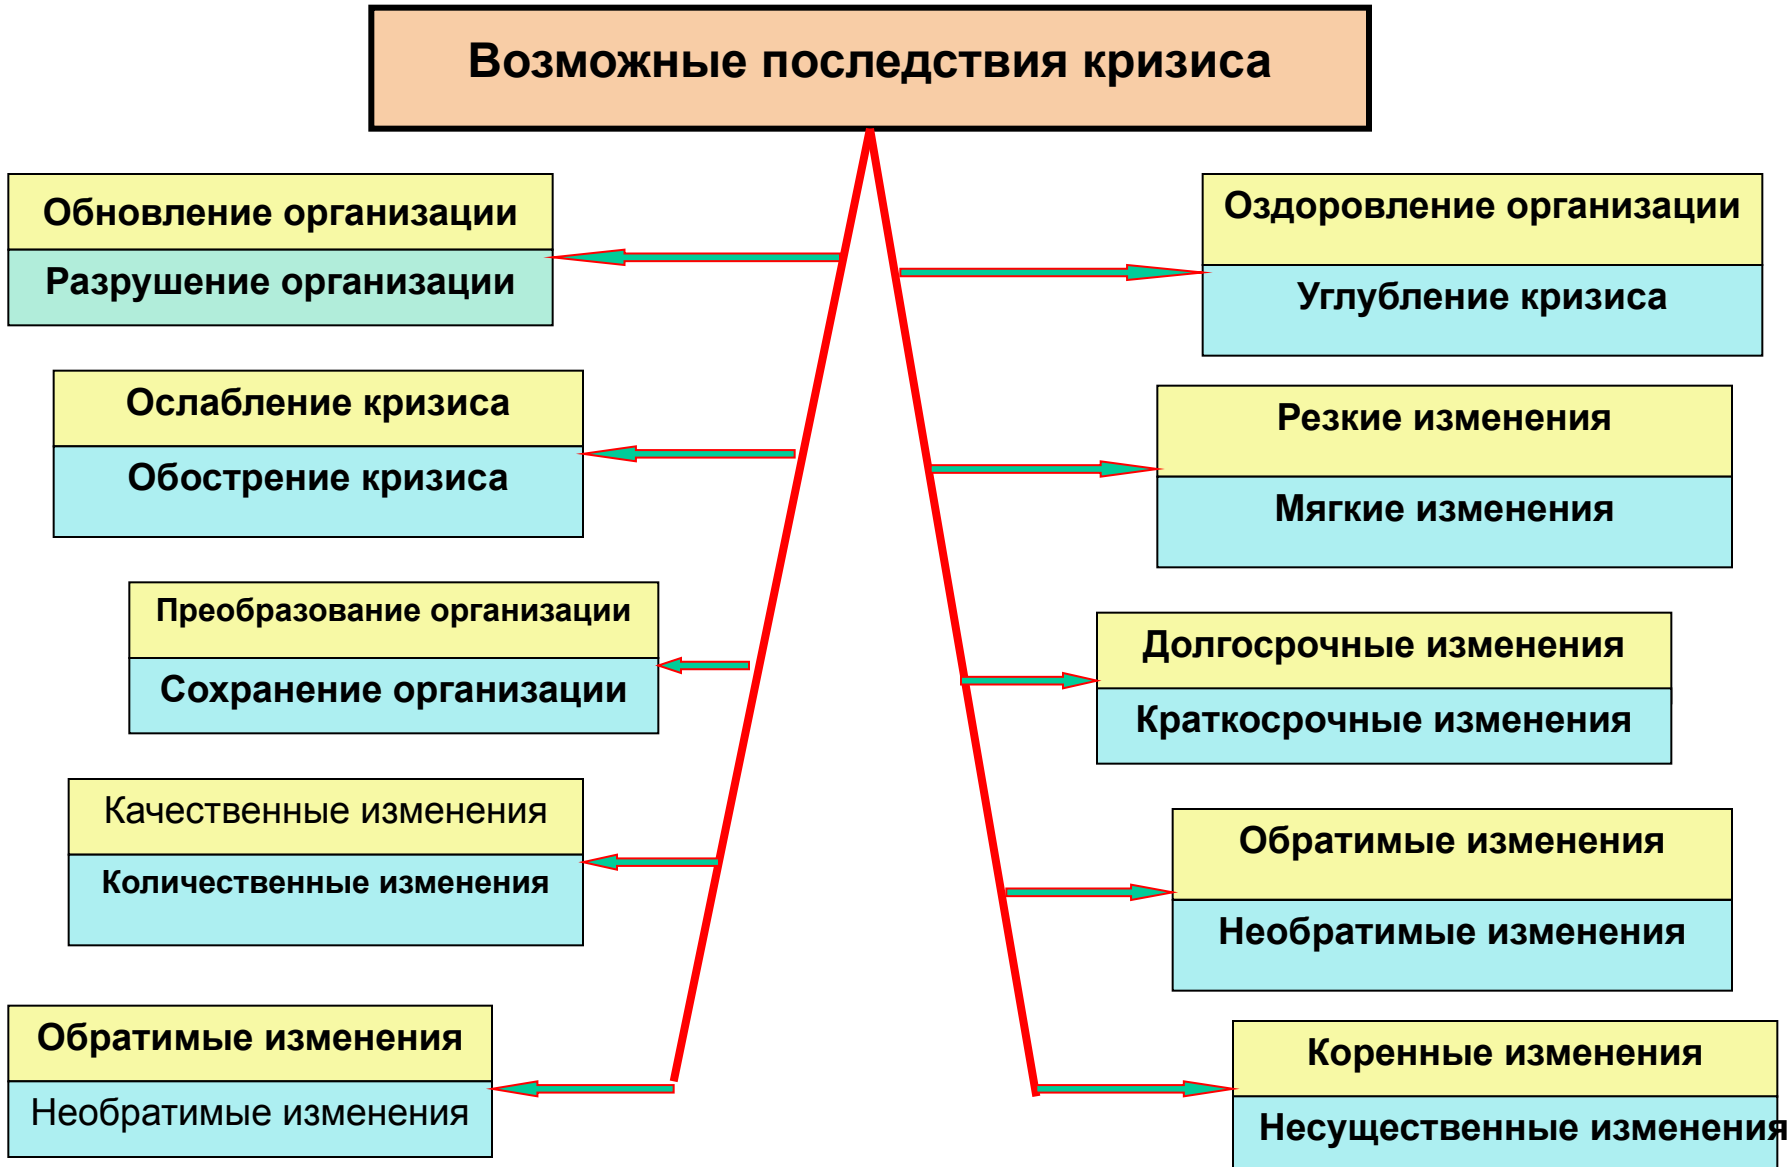 Возможные последствия кризиса
Обновление организации
Разрушение организации
Ослабление кризиса
Обострение кризиса
Преобразование организации
Сохранение организации
Качественные изменения
Количественные изменения
Обратимые изменения
Необратимые изменения
Оздоровление организации
Углубление кризиса
Резкие изменения
Мягкие изменения
Долгосрочные изменения
Краткосрочные изменения
Обратимые изменения
Необратимые изменения
Коренные изменения
Несущественные изменения